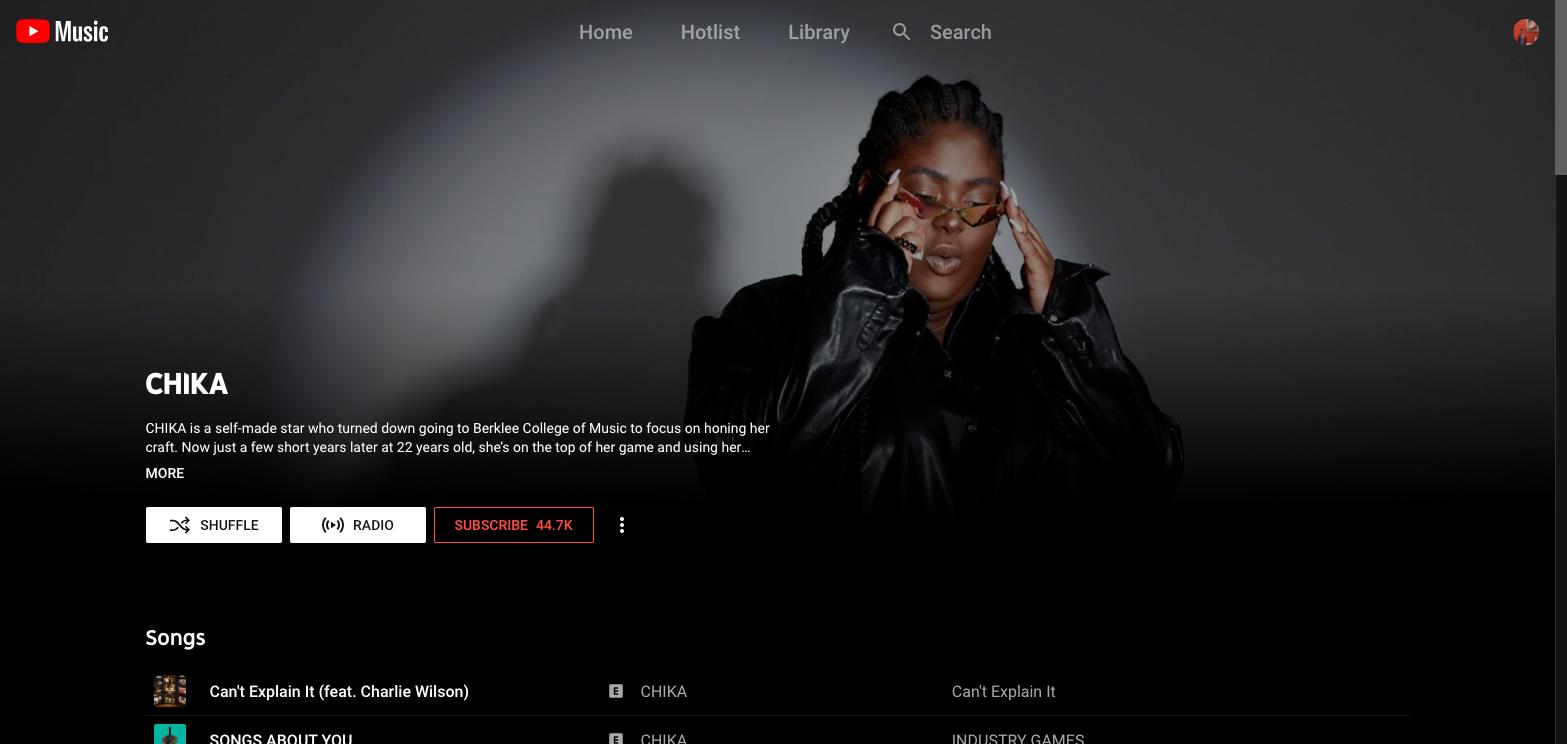 Music
Home
Hotlist
Library
Search
CHIKA
CHIKA is a self-made star who turned down going to Berklee College of Music to focus on honing her
craft. Now just a few short years later at 22 years old, she's on the top of her game and using her...
MORE
SHUFFLE
RADIO
SUBSCRIBE 44.7K
Songs
Can't Explain It (feat. Charlie Wilson)
E
CHIKA
Can't Explain It
SONGS ABOUT YOU
E
CHIKA
INDUSTRY GAMES